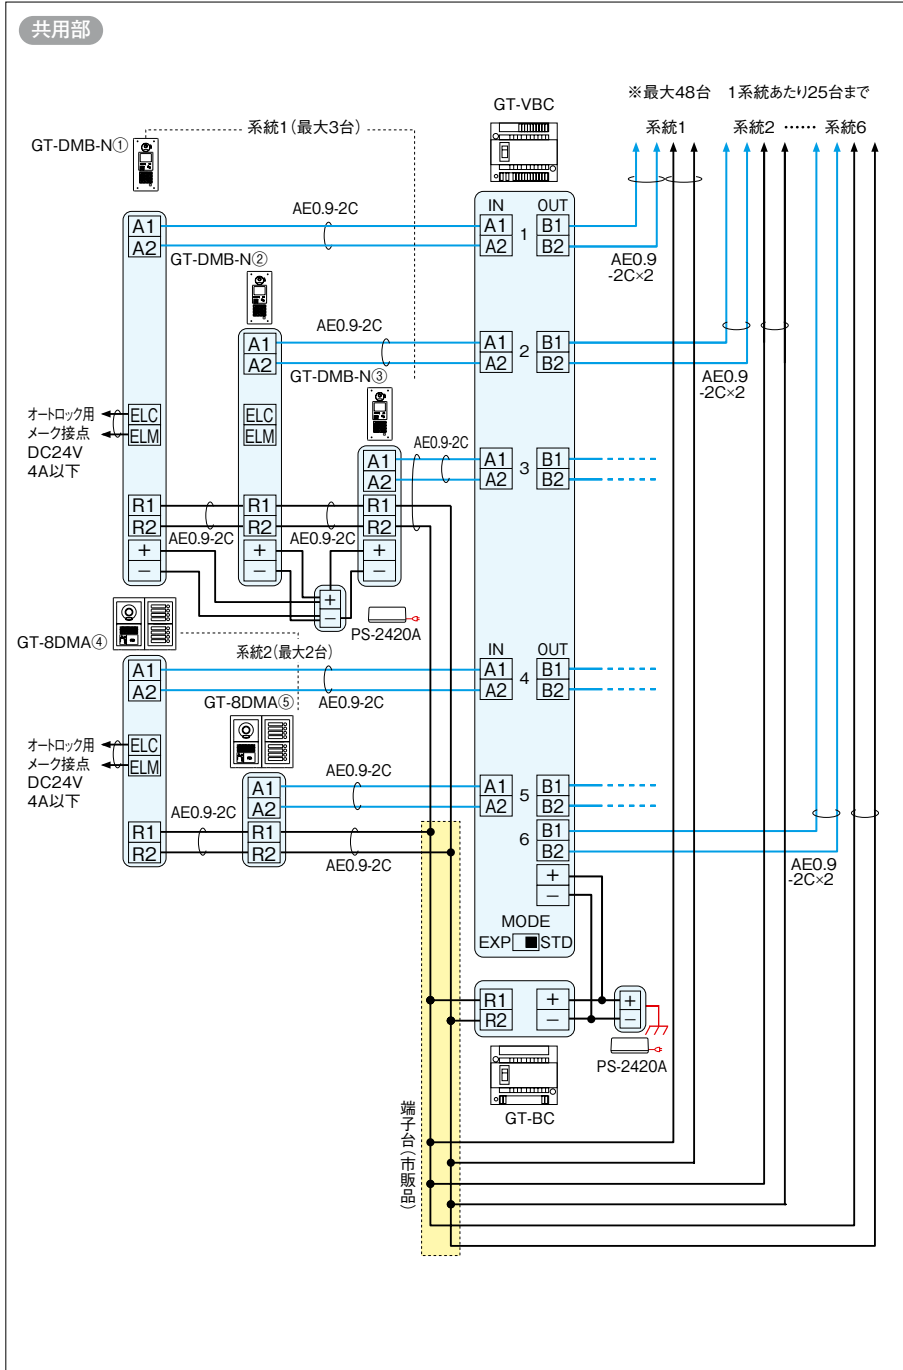 共用部
GT-VBC
※最大48台 1系統あたり25台まで
系統1 系統2 …… 系統6
系統1(最大3台)
GT-DMB-N①
AE0.9-2C
A1
A2
IN OUT
A1 1 B1
A2 B2
AE0.9
-2C×2
GT-DMB-N②
AE0.9-2C
A1
A2
A1 2 B1
A2 B2
AE0.9
-2C×2
GT-DMB-N③
AE0.9-2C
A1
A2
A1 3 B1
A2 B2
オートロック用
メーク接点
DC24V
4A以下
ELC
ELM
ELC
ELM
R1 R1 R1
R2 R2 R2
AE0.9-2C AE0.9-2C
+ + +
− − −
+
−
PS-2420A
GT-8DMA④
系統2(最大2台)
A1
A2
AE0.9-2C
IN OUT
A1 4 B1
A2 B2
GT-8DMA⑤
オートロック用
メーク接点
DC24V
4A以下
ELC
ELM
AE0.9-2C
A1
A2
A1 5 B1
A2 B2
AE0.9-2C
R1 R1
R2 R2
AE0.9-2C
6 B1
B2
AE0.9
-2C×2
+
−
MODE
EXP STD
R1 +
R2 −
+
−
PS-2420A
GT-BC
端子台(市販品)